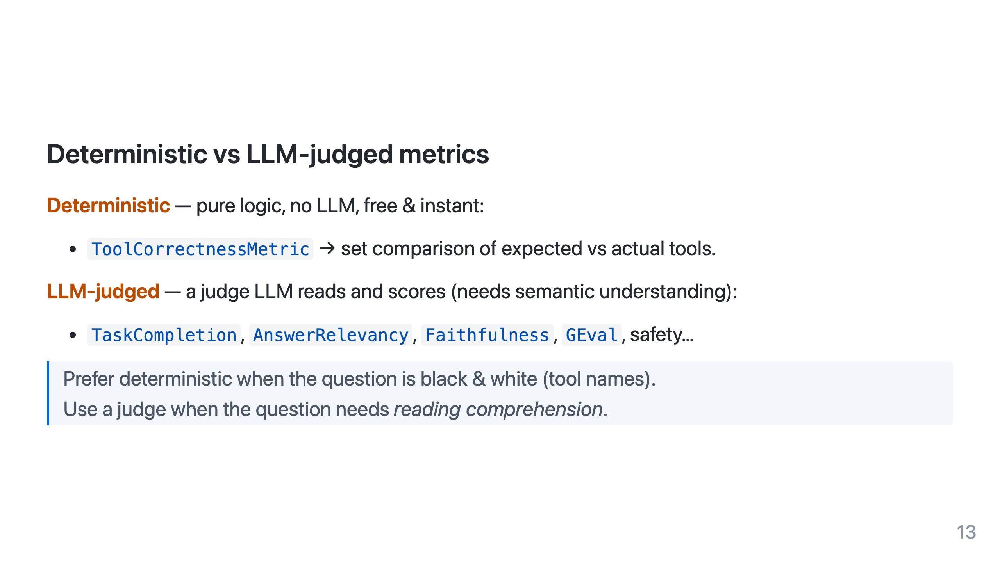 Deterministic vs LLM-judged metrics
Deterministic — pure logic, no LLM, free & instant:
• ToolCorrectnessMetric → set comparison of expected vs actual tools.
LLM-judged — a judge LLM reads and scores (needs semantic understanding):
• TaskCompletion, AnswerRelevancy, Faithfulness, GEval, safety…
Prefer deterministic when the question is black & white (tool names).
Use a judge when the question needs reading comprehension.
13